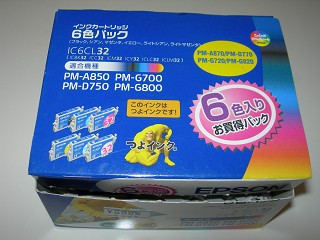 インクカートリッジ
6色パック
(ブラック,シアン,マゼンタ,イエロー,ライトシアン,ライトマゼンタ)
IC6CL32
適合機種
PM-A850 PM-G700
PM-D750 PM-G800
PM-A870/PM-G770
PM-G720/PM-G820
このインクは
つよインクです!
つよインク。
6色入り
お買得パック
32
32
EPSON